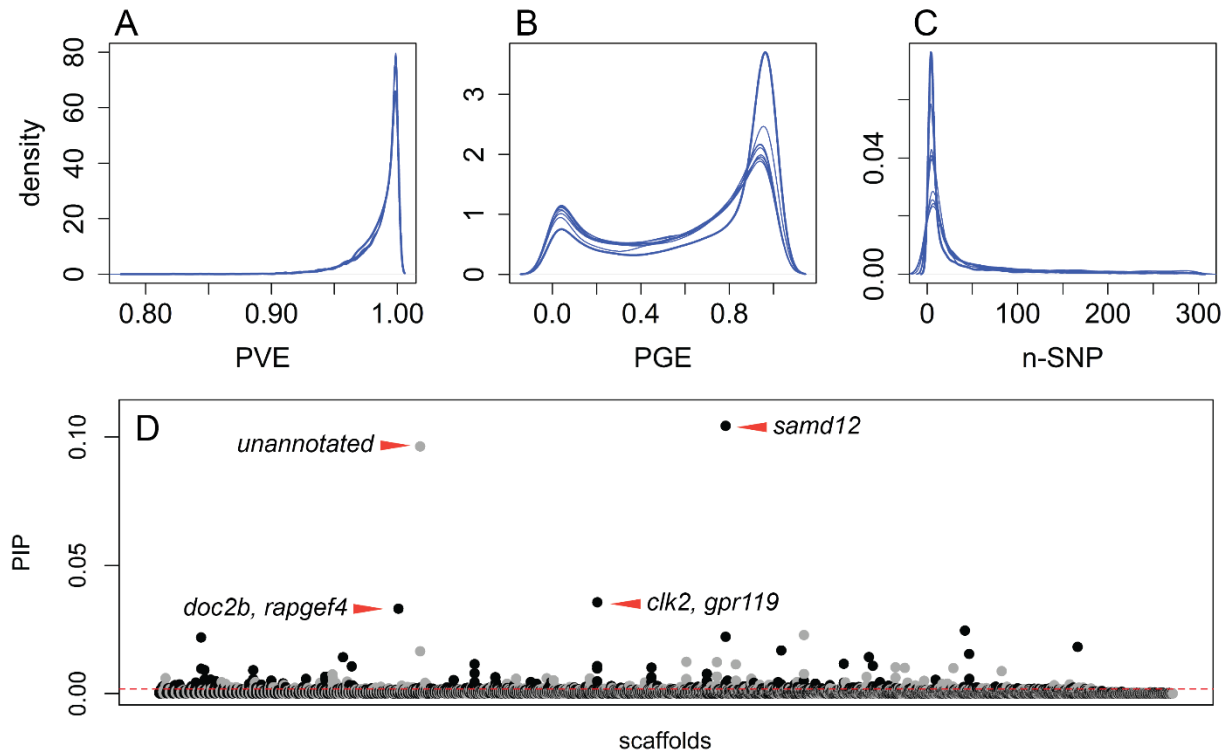 A
B
C
density
80
60
40
20
0
3
2
1
0
0.04
0.00
0.80
0.90
1.00
0.0
0.4
0.8
0
100
200
300
PVE
PGE
n-SNP
D
PIP
0.10
0.05
0.00
unannotated
samd12
doc2b, rapgef4
clk2, gpr119
scaffolds